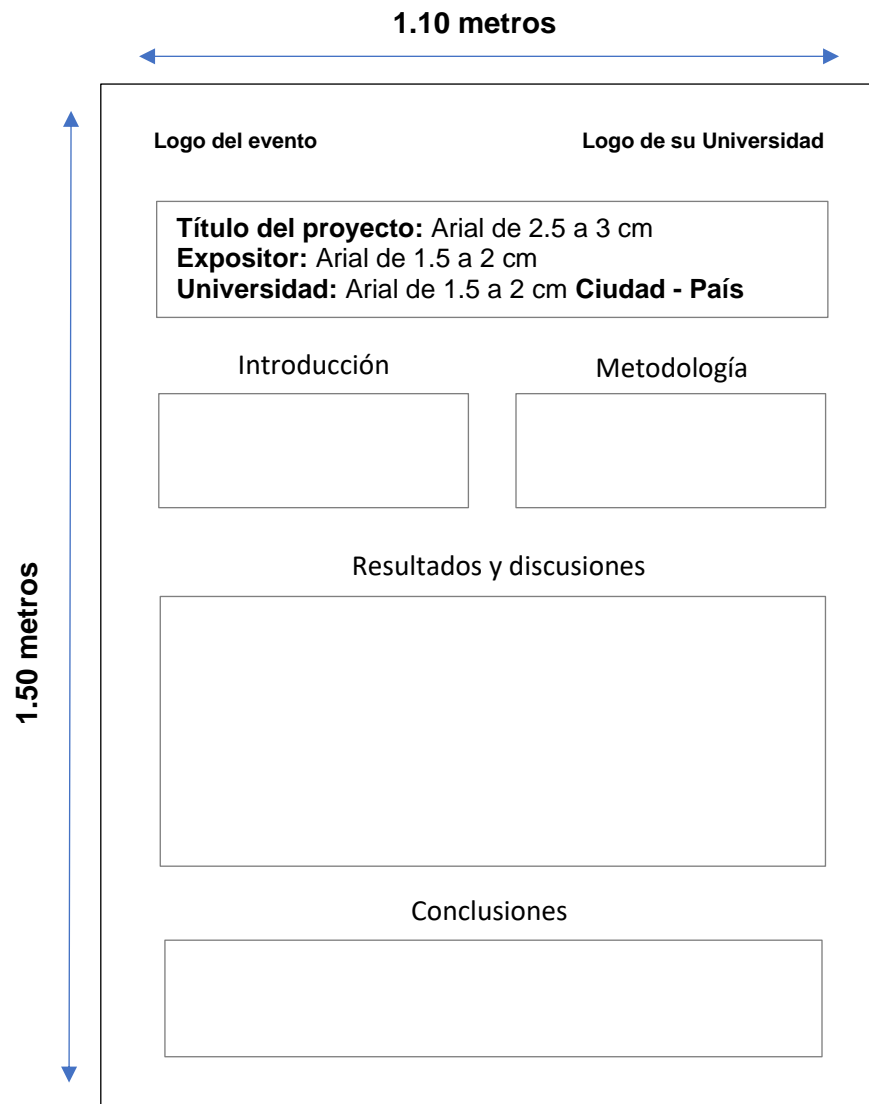 1.10 metros
Logo del evento
Logo de su Universidad
Título del proyecto: Arial de 2.5 a 3 cm
Expositor: Arial de 1.5 a 2 cm
Universidad: Arial de 1.5 a 2 cm Ciudad - País
Introducción
Metodología
1.50 metros
Resultados y discusiones
Conclusiones